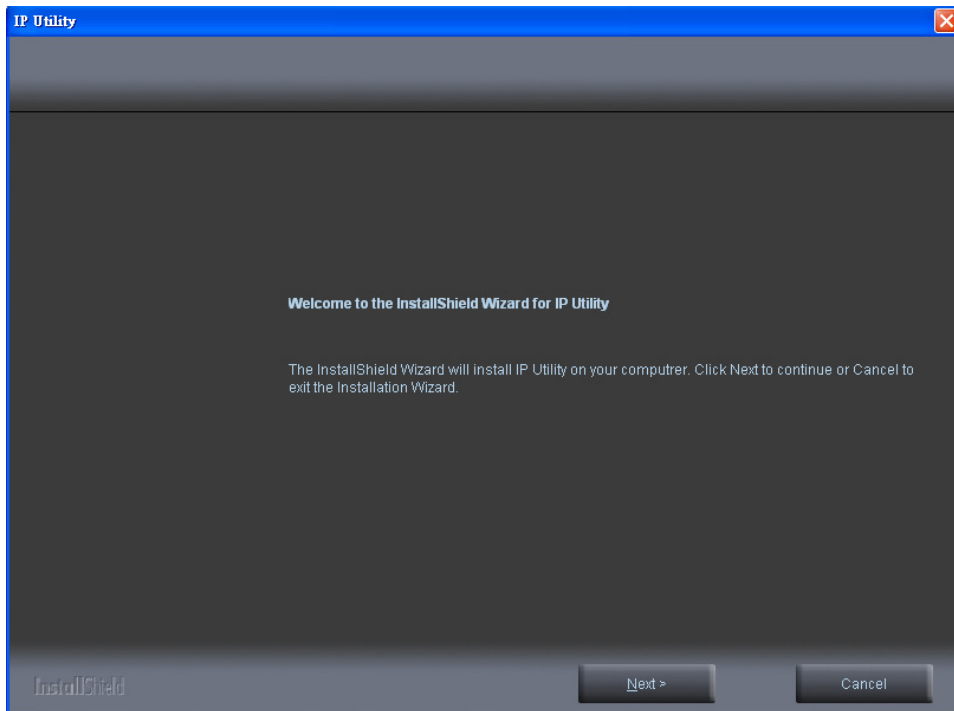 IP Utility
Welcome to the InstallShield Wizard for IP Utility
The InstallShield Wizard will install IP Utility on your computrer. Click Next to continue or Cancel to
exit the Installation Wizard.
InstallShield
Next >
Cancel